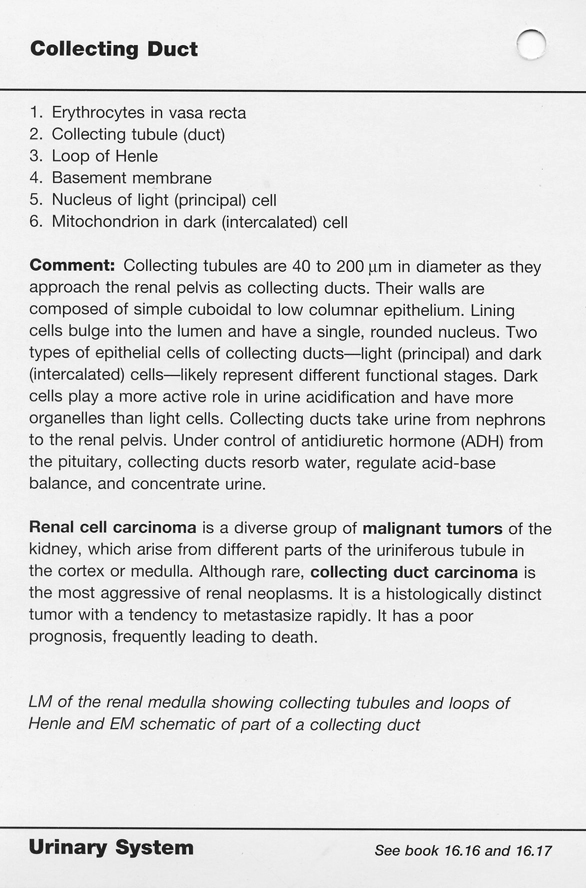 Collecting Duct
1. Erythrocytes in vasa recta
2. Collecting tubule (duct)
3. Loop of Henle
4. Basement membrane
5. Nucleus of light (principal) cell
6. Mitochondrion in dark (intercalated) cell
Comment: Collecting tubules are 40 to 200 μm in diameter as they
approach the renal pelvis as collecting ducts. Their walls are
composed of simple cuboidal to low columnar epithelium. Lining
cells bulge into the lumen and have a single, rounded nucleus. Two
types of epithelial cells of collecting ducts—light (principal) and dark
(intercalated) cells—likely represent different functional stages. Dark
cells play a more active role in urine acidification and have more
organelles than light cells. Collecting ducts take urine from nephrons
to the renal pelvis. Under control of antidiuretic hormone (ADH) from
the pituitary, collecting ducts resorb water, regulate acid-base
balance, and concentrate urine.
Renal cell carcinoma is a diverse group of malignant tumors of the
kidney, which arise from different parts of the uriniferous tubule in
the cortex or medulla. Although rare, collecting duct carcinoma is
the most aggressive of renal neoplasms. It is a histologically distinct
tumor with a tendency to metastasize rapidly. It has a poor
prognosis, frequently leading to death.
LM of the renal medulla showing collecting tubules and loops of
Henle and EM schematic of part of a collecting duct
Urinary System
See book 16.16 and 16.17